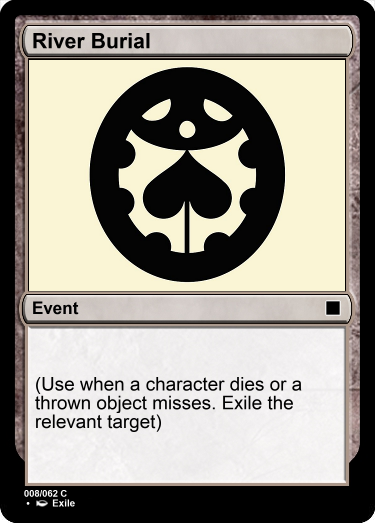 River Burial
Event
(Use when a character dies or a
thrown object misses. Exile the
relevant target)
008/062 C
• Exile